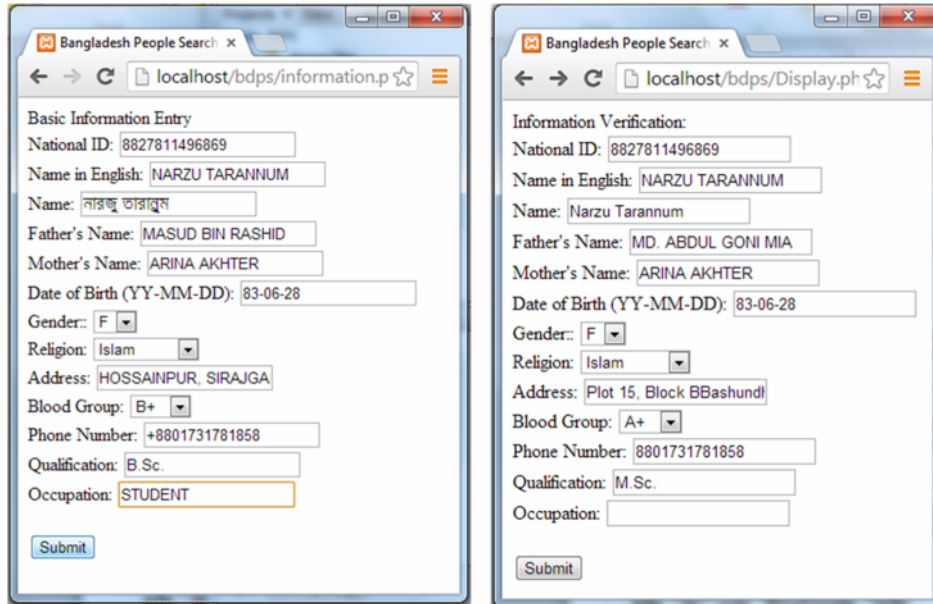 Bangladesh People Search
localhost/bdps/information.p
Basic Information Entry
National ID: 8827811496869
Name in English: NARZU TARANNUM
Name: নারজু তারান্নুম
Father's Name: MASUD BIN RASHID
Mother's Name: ARINA AKHTER
Date of Birth (YY-MM-DD): 83-06-28
Gender:: F
Religion: Islam
Address: HOSSAINPUR, SIRAJGA
Blood Group: B+
Phone Number: +8801731781858
Qualification: B.Sc.
Occupation: STUDENT
Submit
Bangladesh People Search
localhost/bdps/Display.ph
Information Verification:
National ID: 8827811496869
Name in English: NARZU TARANNUM
Name: Narzu Tarannum
Father's Name: MD. ABDUL GONI MIA
Mother's Name: ARINA AKHTER
Date of Birth (YY-MM-DD): 83-06-28
Gender:: F
Religion: Islam
Address: Plot 15, Block BBashundh
Blood Group: A+
Phone Number: 8801731781858
Qualification: M.Sc.
Occupation:
Submit